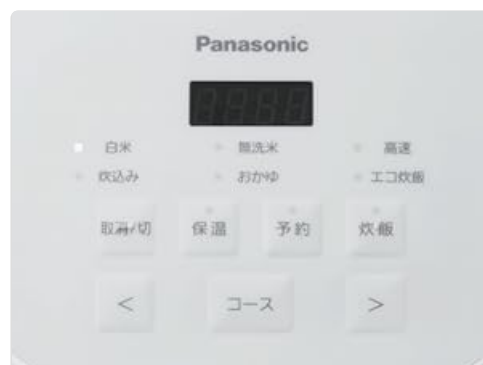 Panasonic
白米 無洗米 高速
炊込み おかゆ エコ炊飯
取消/切 保温 予約 炊飯
< コース >